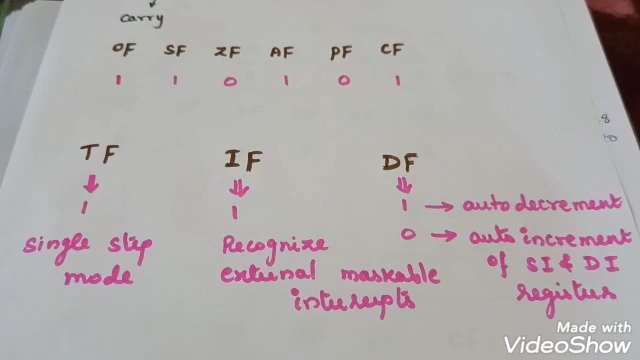 carry
OF SF ZF AF PF CF
1 1 0 1 0 1
TF IF DF
1 1 1 → auto decrement
single step mode
Recognize external maskable interrupts
0 → auto increment of SI & DI registers
8
Made with
VideoShow